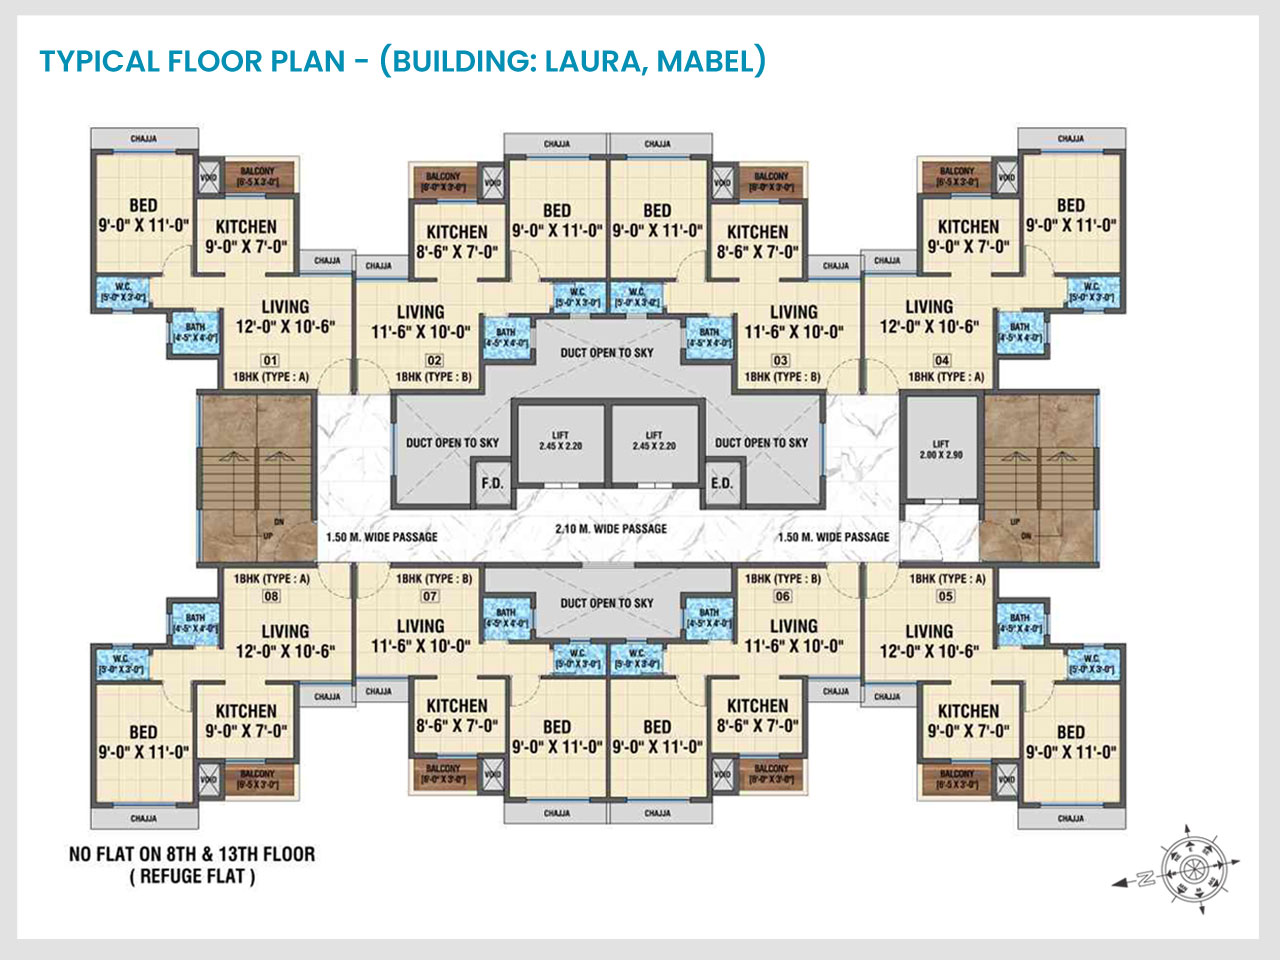 TYPICAL FLOOR PLAN - (BUILDING: LAURA, MABEL)
CHAJJA
BED
9'-0" X 11'-0"
VOID
BALCONY
[6'-5 X 3'-0"]
KITCHEN
9'-0" X 7'-0"
CHAJJA
W.C.
[5'-0" X 3'-0"]
BATH
[4'-5" X 4'-0"]
LIVING
12'-0" X 10'-6"
01
1BHK (TYPE : A)
CHAJJA
BALCONY
[6'-0" X 3'-0"]
VOID
KITCHEN
8'-6" X 7'-0"
CHAJJA
BED
9'-0" X 11'-0"
W.C.
[5'-0" X 3'-0"]
BATH
[4'-5" X 4'-0"]
LIVING
11'-6" X 10'-0"
02
1BHK (TYPE : B)
CHAJJA
BED
9'-0" X 11'-0"
VOID
BALCONY
[6'-0" X 3'-0"]
KITCHEN
8'-6" X 7'-0"
CHAJJA
W.C.
[5'-0" X 3'-0"]
BATH
[4'-5" X 4'-0"]
LIVING
11'-6" X 10'-0"
03
1BHK (TYPE : B)
CHAJJA
BALCONY
[6'-5 X 3'-0"]
VOID
KITCHEN
9'-0" X 7'-0"
CHAJJA
BED
9'-0" X 11'-0"
W.C.
[5'-0" X 3'-0"]
BATH
[4'-5" X 4'-0"]
LIVING
12'-0" X 10'-6"
04
1BHK (TYPE : A)
DUCT OPEN TO SKY
DUCT OPEN TO SKY
LIFT
2.45 X 2.20
LIFT
2.45 X 2.20
DUCT OPEN TO SKY
LIFT
2.00 X 2.90
F.D.
E.D.
DN
UP
1.50 M. WIDE PASSAGE
2.10 M. WIDE PASSAGE
1.50 M. WIDE PASSAGE
UP
DN
1BHK (TYPE : A)
08
BATH
[4'-5" X 4'-0"]
LIVING
12'-0" X 10'-6"
W.C.
[5'-0" X 3'-0"]
CHAJJA
KITCHEN
9'-0" X 7'-0"
BED
9'-0" X 11'-0"
VOID
BALCONY
[6'-5 X 3'-0"]
CHAJJA
1BHK (TYPE : B)
07
LIVING
11'-6" X 10'-0"
BATH
[4'-5" X 4'-0"]
W.C.
[5'-0" X 3'-0"]
CHAJJA
KITCHEN
8'-6" X 7'-0"
BED
9'-0" X 11'-0"
BALCONY
[6'-0" X 3'-0"]
VOID
CHAJJA
DUCT OPEN TO SKY
1BHK (TYPE : B)
06
BATH
[4'-5" X 4'-0"]
LIVING
11'-6" X 10'-0"
W.C.
[5'-0" X 3'-0"]
CHAJJA
KITCHEN
8'-6" X 7'-0"
BED
9'-0" X 11'-0"
VOID
BALCONY
[6'-0" X 3'-0"]
CHAJJA
1BHK (TYPE : A)
05
LIVING
12'-0" X 10'-6"
BATH
[4'-5" X 4'-0"]
W.C.
[5'-0" X 3'-0"]
CHAJJA
KITCHEN
9'-0" X 7'-0"
BED
9'-0" X 11'-0"
BALCONY
[6'-5 X 3'-0"]
VOID
CHAJJA
NO FLAT ON 8TH & 13TH FLOOR
( REFUGE FLAT )
N